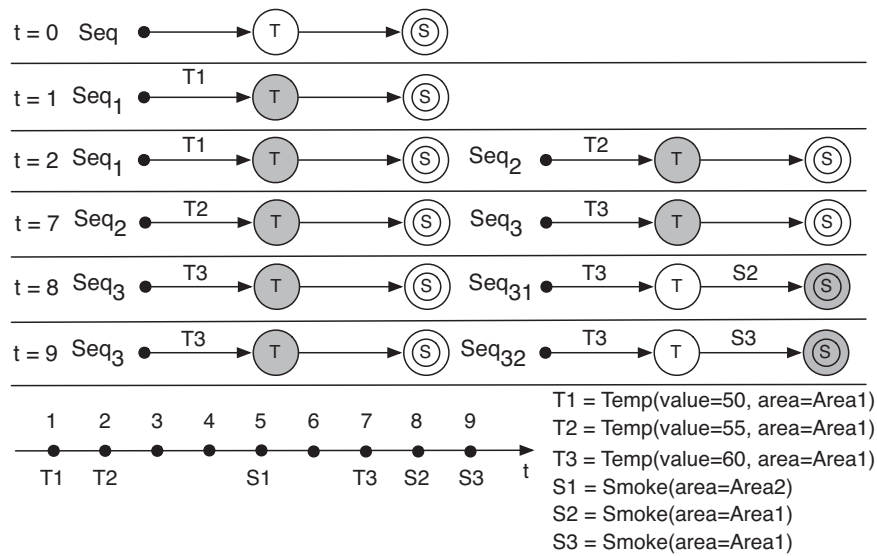 t = 0 Seq T S
t = 1 Seq1 T1 T S
t = 2 Seq1 T1 T S Seq2 T2 T S
t = 7 Seq2 T2 T S Seq3 T3 T S
t = 8 Seq3 T3 T S Seq31 T3 T S2 S
t = 9 Seq3 T3 T S Seq32 T3 T S3 S
1 2 3 4 5 6 7 8 9
t
T1 T2 S1 T3 S2 S3
T1 = Temp(value=50, area=Area1)
T2 = Temp(value=55, area=Area1)
T3 = Temp(value=60, area=Area1)
S1 = Smoke(area=Area2)
S2 = Smoke(area=Area1)
S3 = Smoke(area=Area1)